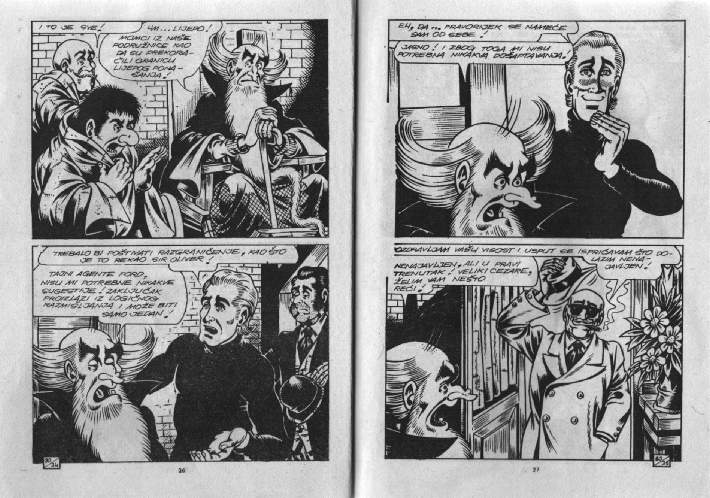 I TO JE SVE!
HM... LIJEPO!
MOMCI IZ NAŠE
PODRUŽNICE KAO
DA SU PREKORA-
ČILI GRANICU
LIJEPOG PONA-
ŠANJA.
TREBALO BI POŠTIVATI RAZGRANIČENJE, KAO ŠTO
JE TO REKAO SIR OLIVER!
TAJNI AGENTE FORD,
NISU MI POTREBNE NIKAKVE
SUGESTIJE! ZAKLJUČAK
PROIZLAZI IZ LOGIČNOG
RAZMIŠLJANJA I MOŽE BITI
SAMO JEDAN!
26
EH, DA... PRAVORIJEK SE NAMEĆE
SAM OD SEBE!
JASNO! I ZBOG TOGA MI NISU
POTREBNA NIKAKVA DOŠAPTAVANJA!
POZDRAVLJAM VAŠU VISOST I USPUT SE ISPRIČAVAM ŠTO DO-
LAZIM NENA-
JAVLJEN!
NENAJAVLJEN, ALI U PRAVI
TRENUTAK! VELIKI CEZARE,
ŽELIM VAM NEŠTO
REĆI!
27